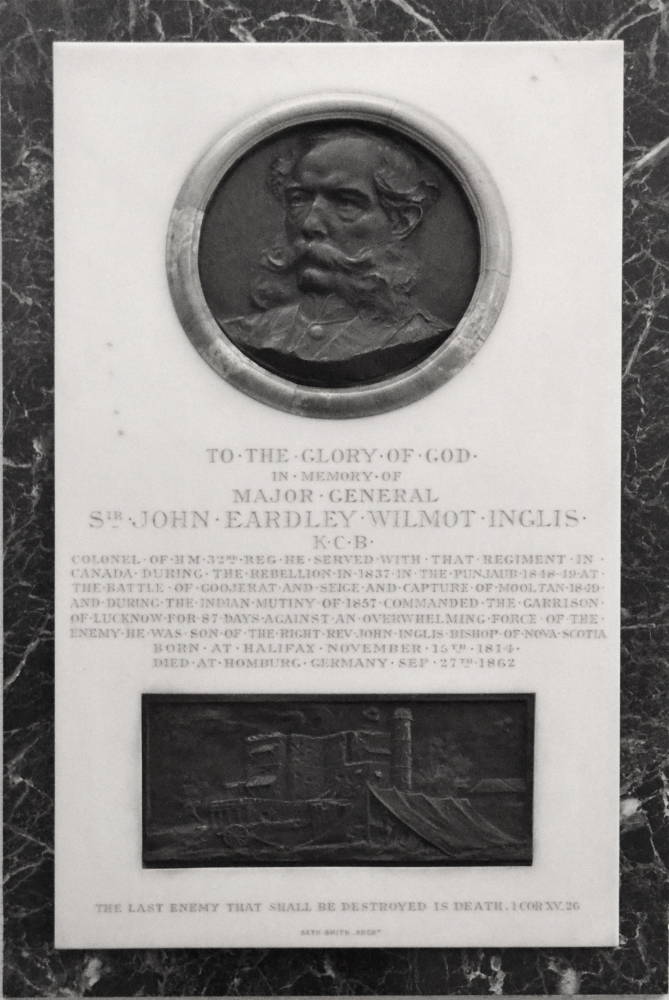 TO·THE·GLORY·OF·GOD·
IN·MEMORY·OF
MAJOR·GENERAL
SIR·JOHN·EARDLEY·WILMOT·INGLIS·
K·C·B·
COLONEL·OF·H·M·32ND·REG·HE·SERVED·WITH·THAT·REGIMENT·IN·
CANADA·DURING·THE·REBELLION·IN·1837·IN·THE·PUNJAUB·1848-49·AT·
THE·BATTLE·OF·GOOJERAT·AND·SEIGE·AND·CAPTURE·OF·MOOLTAN·1849·
AND·DURING·THE·INDIAN·MUTINY·OF·1857·COMMANDED·THE·GARRISON·
OF·LUCKNOW·FOR·87·DAYS·AGAINST·AN·OVERWHELMING·FORCE·OF·THE·
ENEMY·HE·WAS·SON·OF·THE·RIGHT·REV·JOHN·INGLIS·BISHOP·OF·NOVA·SCOTIA
BORN·AT·HALIFAX·NOVEMBER·15TH·1814·
DIED·AT·HOMBURG·GERMANY·SEP·27TH·1862
THE LAST ENEMY THAT SHALL BE DESTROYED IS DEATH. 1 COR XV. 26
SETH SMITH